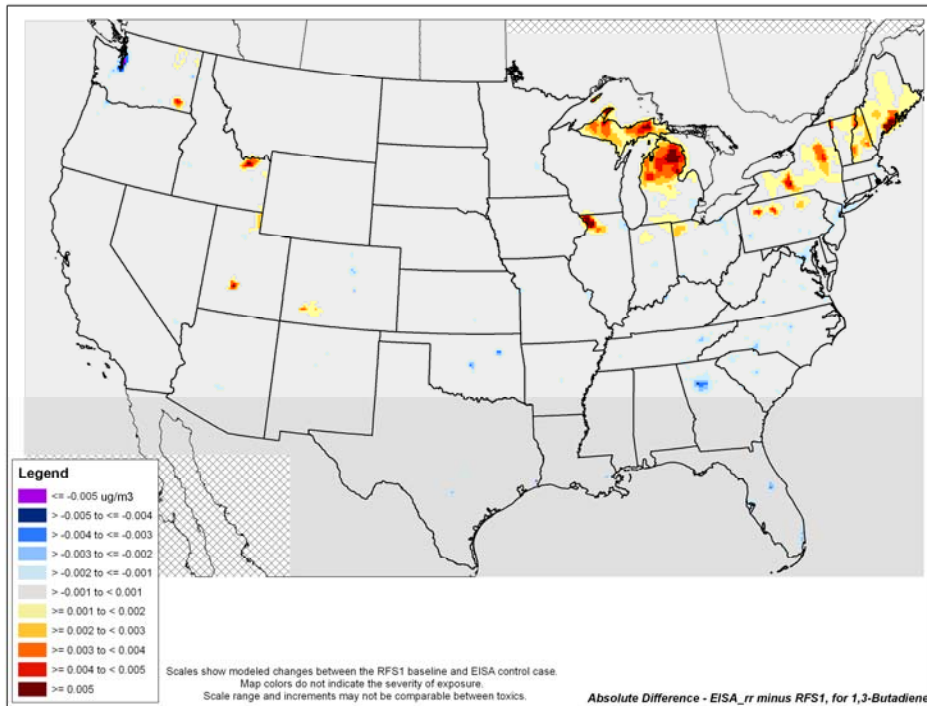 Legend
<= -0.005 ug/m3
> -0.005 to <= -0.004
> -0.004 to <= -0.003
> -0.003 to <= -0.002
> -0.002 to <= -0.001
> -0.001 to < 0.001
>= 0.001 to < 0.002
>= 0.002 to < 0.003
>= 0.003 to < 0.004
>= 0.004 to < 0.005
>= 0.005
Scales show modeled changes between the RFS1 baseline and EISA control case.
Map colors do not indicate the severity of exposure.
Scale range and increments may not be comparable between toxics.
Absolute Difference - EISA_rr minus RFS1, for 1,3-Butadiene